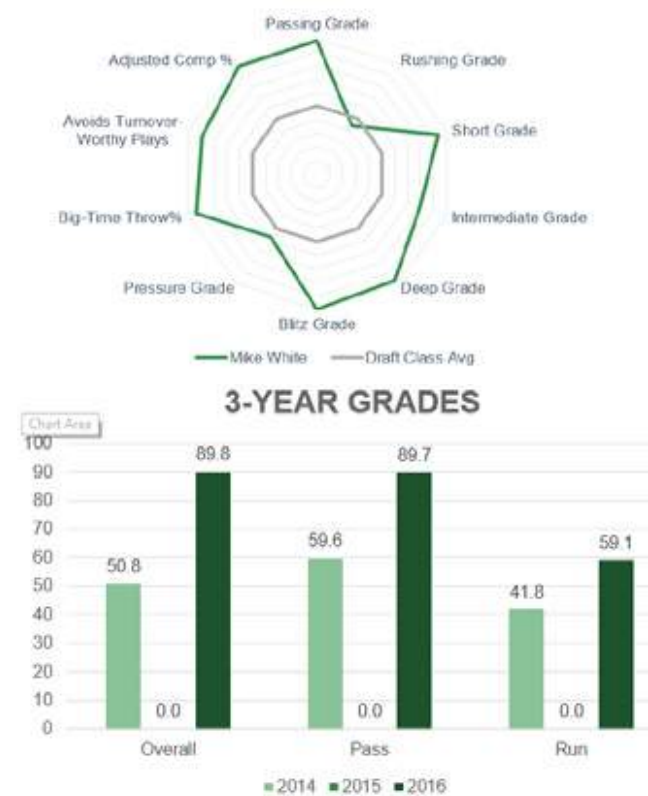 Passing Grade
Adjusted Comp %
Rushing Grade
Avoids Turnover-
Worthy Plays
Short Grade
Big-Time Throw%
Intermediate Grade
Pressure Grade
Deep Grade
Blitz Grade
Mike White
Draft Class Avg
3-YEAR GRADES
Chart Area
100
90
80
70
60
50
40
30
20
10
0
50.8
0.0
89.8
59.6
0.0
89.7
41.8
0.0
59.1
Overall
Pass
Run
2014
2015
2016